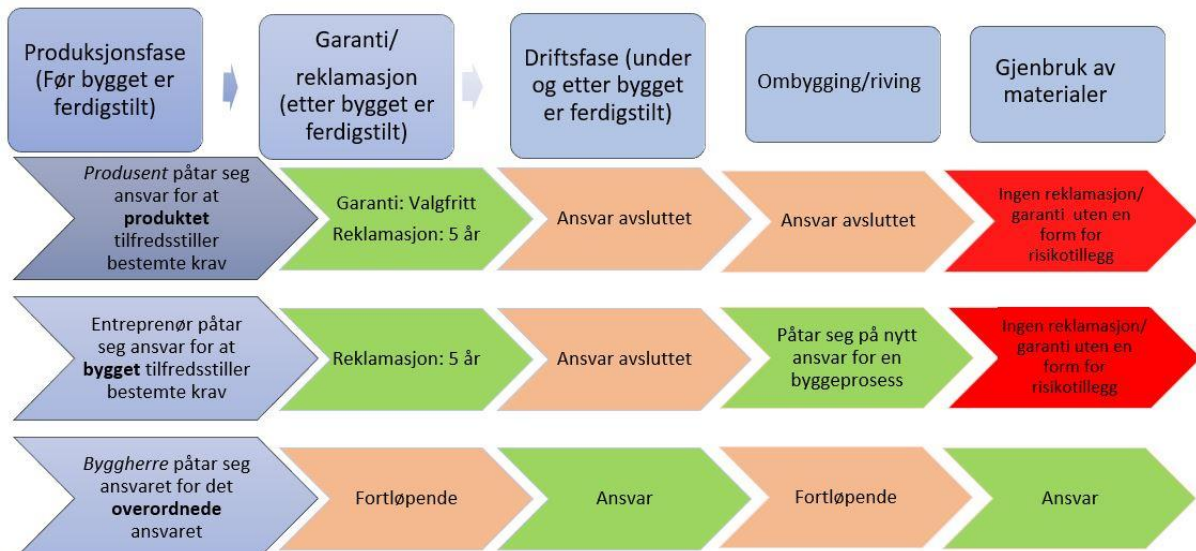 Produksjonsfase
(Før bygget er
ferdigstilt)
Garanti/
reklamasjon
(etter bygget er
ferdigstilt)
Driftsfase (under
og etter bygget
er ferdigstilt)
Ombygging/riving
Gjenbruk av
materialer
Produsent påtar seg
ansvar for at
produktet
tilfredsstiller
bestemte krav
Garanti: Valgfritt
Reklamasjon: 5 år
Ansvar avsluttet
Ansvar avsluttet
Ingen reklamasjon/
garanti uten en
form for
risikotillegg
Entreprenør påtar
seg ansvar for at
bygget tilfredsstiller
bestemte krav
Reklamasjon: 5 år
Ansvar avsluttet
Påtar seg på nytt
ansvar for en
byggeprosess
Ingen reklamasjon/
garanti uten en
form for
risikotillegg
Byggherre påtar seg
ansvaret for det
overordnede
ansvaret
Fortløpende
Ansvar
Fortløpende
Ansvar